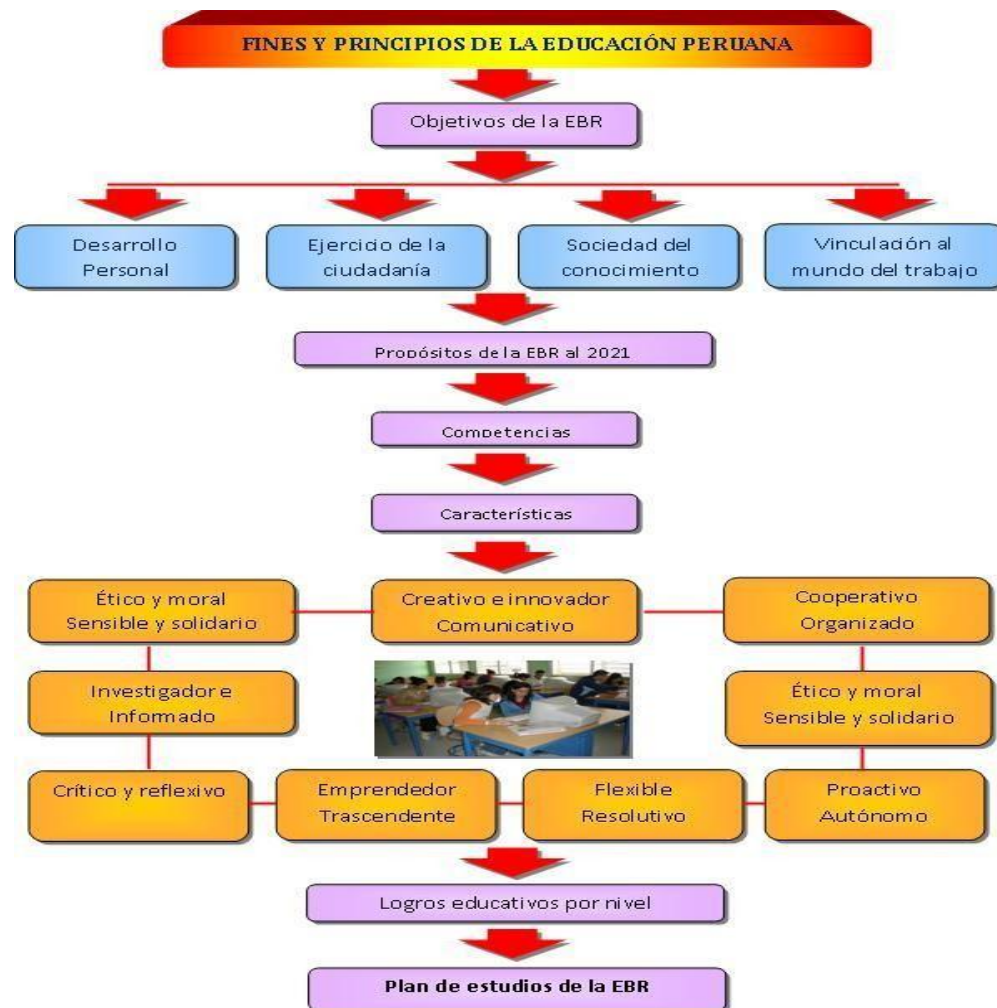 FINES Y PRINCIPIOS DE LA EDUCACIÓN PERUANA
Objetivos de la EBR
Desarrollo
Personal
Ejercicio de la
ciudadanía
Sociedad del
conocimiento
Vinculación al
mundo del trabajo
Propósitos de la EBR al 2021
Competencias
Características
Ético y moral
Sensible y solidario
Creativo e innovador
Comunicativo
Cooperativo
Organizado
Investigador e
Informado
Ético y moral
Sensible y solidario
Crítico y reflexivo
Emprendedor
Trascendente
Flexible
Resolutivo
Proactivo
Autónomo
Logros educativos por nivel
Plan de estudios de la EBR